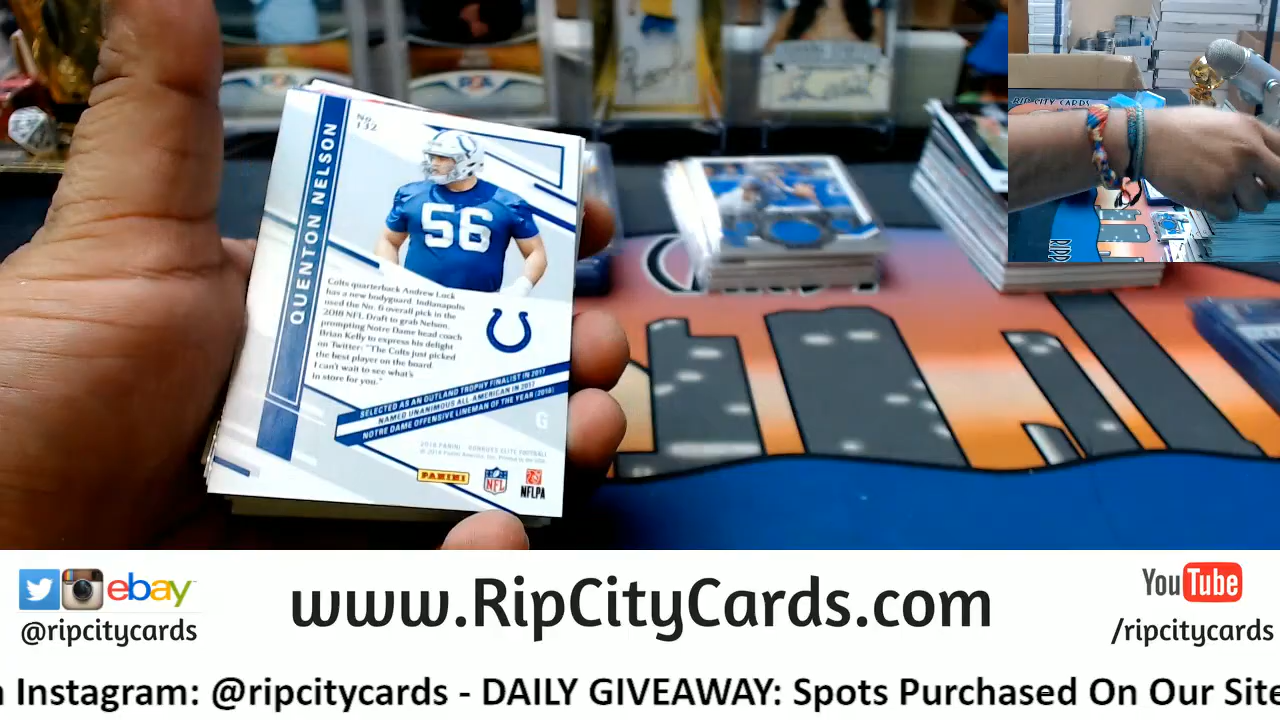 No.
132
QUENTON NELSON
56
Colts quarterback Andrew Luck
has a new bodyguard. Indianapolis
used the No. 6 overall pick in the
2018 NFL Draft to grab Nelson,
prompting Notre Dame head coach
Brian Kelly to express his delight
on Twitter: "The Colts just picked
the best player on the board.
I can't wait to see what's
in store for you."
SELECTED AS AN OUTLAND TROPHY FINALIST IN 2017
NAMED UNANIMOUS ALL-AMERICAN IN 2017
NOTRE DAME OFFENSIVE LINEMAN OF THE YEAR (2016)
G
PANINI
NFL
NFLPA
RIP CITY CARDS
ebay
@ripcitycards
www.RipCityCards.com
YouTube
/ripcitycards
Instagram: @ripcitycards - DAILY GIVEAWAY: Spots Purchased On Our Site